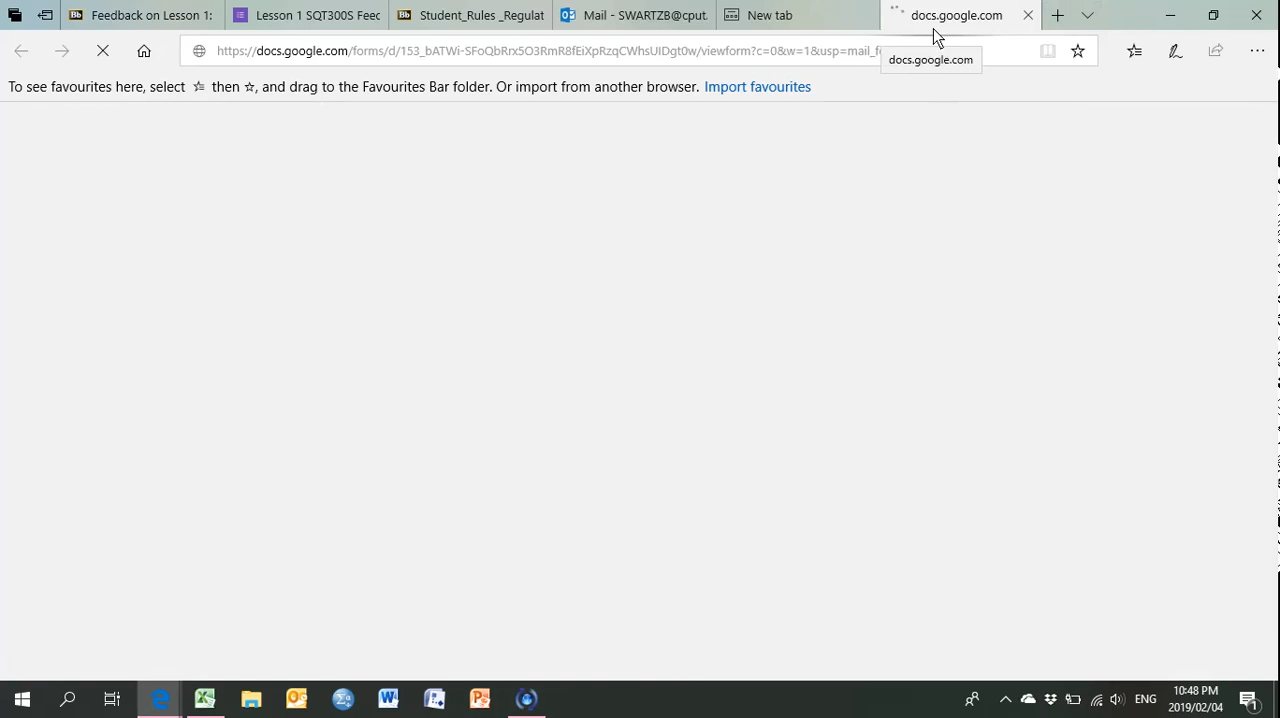 Feedback on Lesson 1: Lesson 1 SQT300S Feec Student_Rules _Regulat Mail - SWARTZB@cput. New tab docs.google.com
https://docs.google.com/forms/d/153_bATWi-SFoQbRx5O3RmR8fEiXpRzqCWhsUIDgt0w/viewform?c=0&w=1&usp=mail_fo
docs.google.com
To see favourites here, select then , and drag to the Favourites Bar folder. Or import from another browser. Import favourites
ENG
10:48 PM
2019/02/04
1